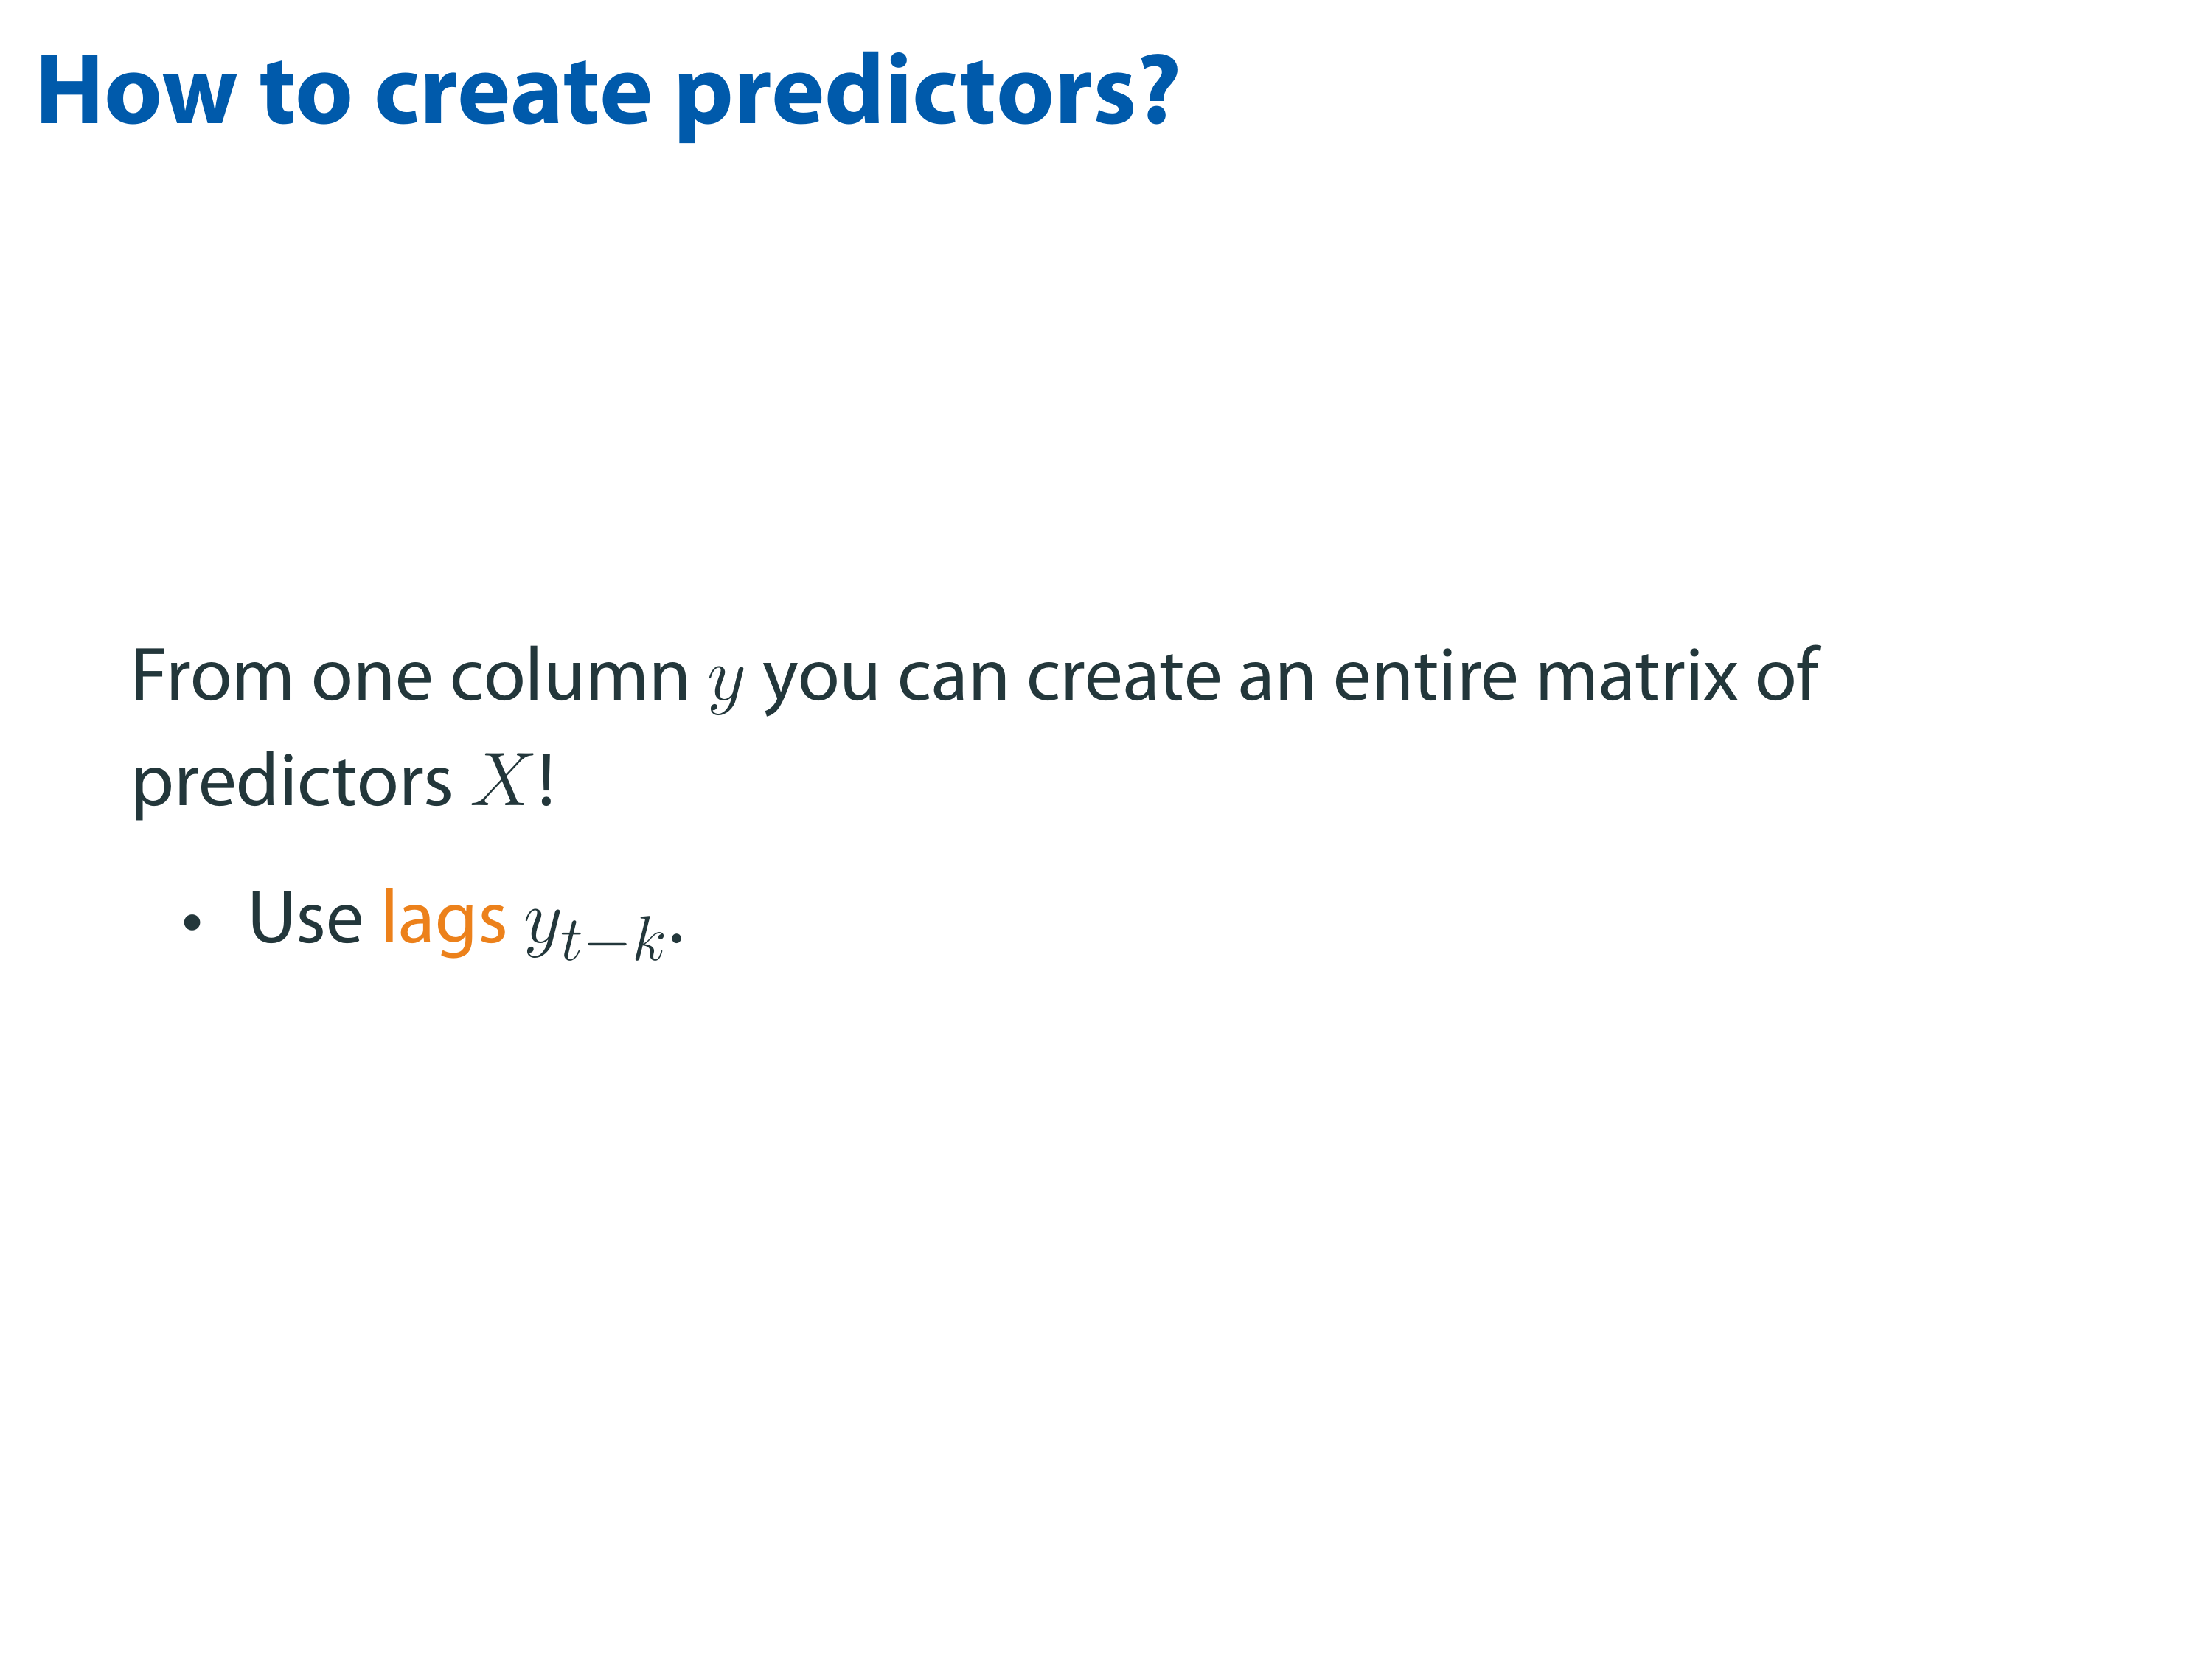 How to create predictors?
From one column $y$ you can create an entire matrix of
predictors $X$!
• Use lags $y_{t-k}$.